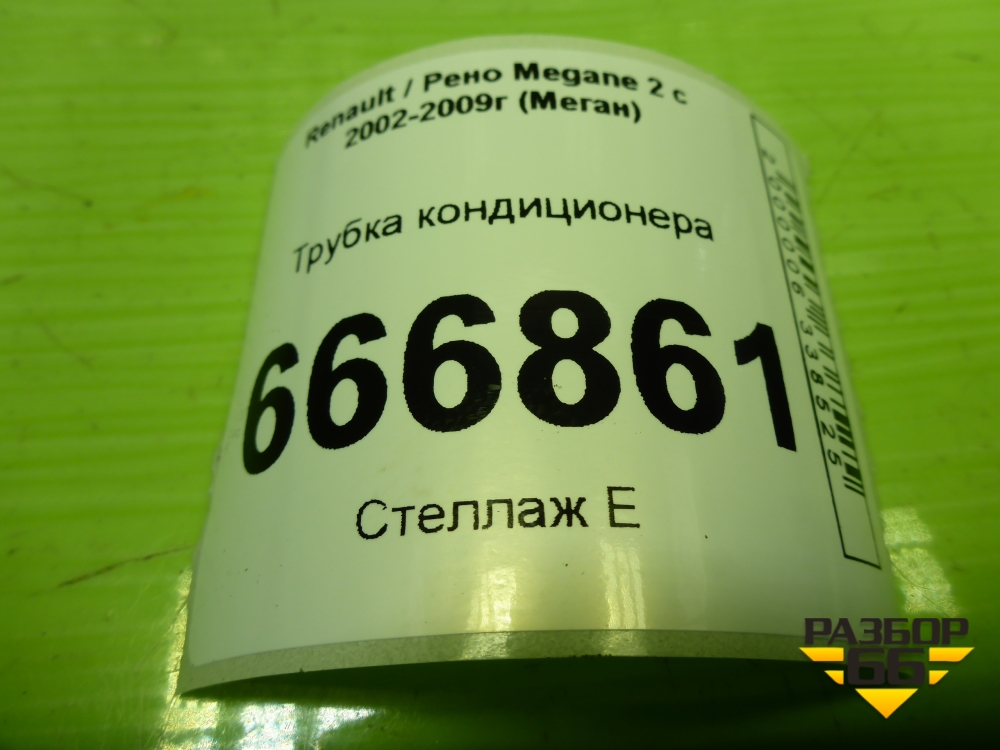 Renault / Рено Megane 2 с
2002-2009г (Меган)
Трубка кондиционера
666861
Стеллаж Е
РАЗБОР
66